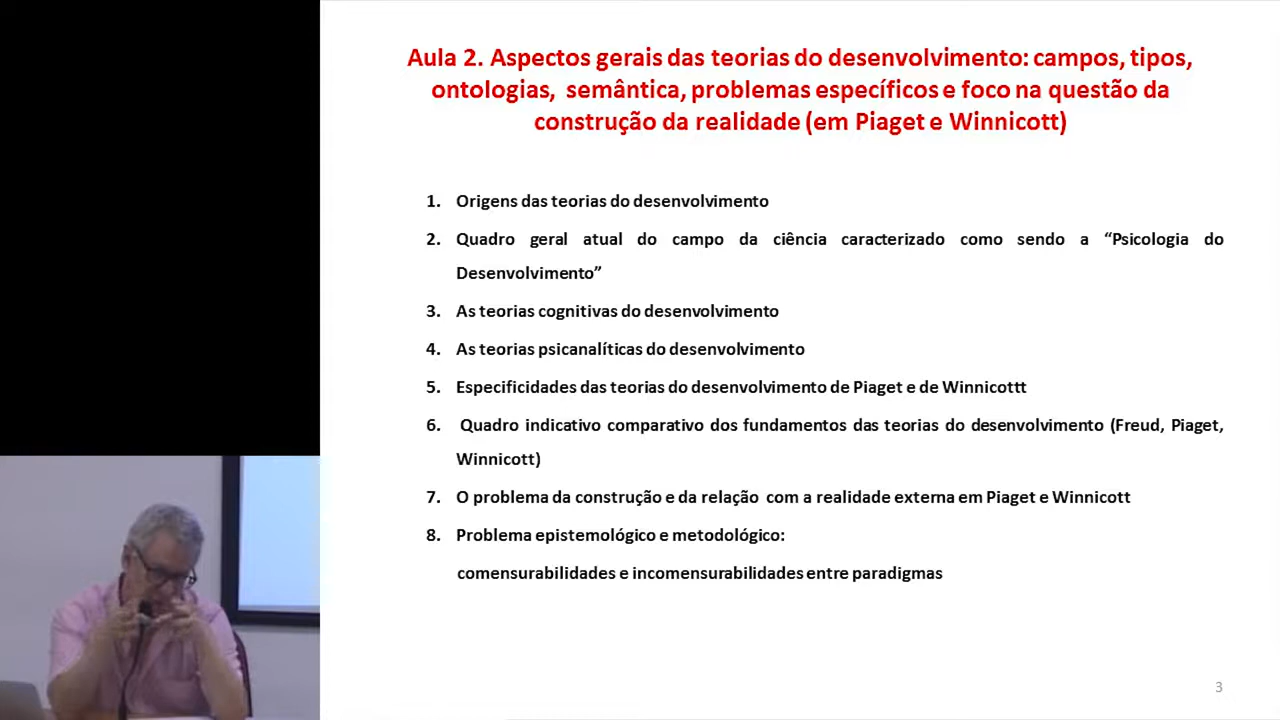 Aula 2. Aspectos gerais das teorias do desenvolvimento: campos, tipos,
ontologias, semântica, problemas específicos e foco na questão da
construção da realidade (em Piaget e Winnicott)
1. Origens das teorias do desenvolvimento
2. Quadro geral atual do campo da ciência caracterizado como sendo a “Psicologia do
Desenvolvimento”
3. As teorias cognitivas do desenvolvimento
4. As teorias psicanalíticas do desenvolvimento
5. Especificidades das teorias do desenvolvimento de Piaget e de Winnicottt
6. Quadro indicativo comparativo dos fundamentos das teorias do desenvolvimento (Freud, Piaget,
Winnicott)
7. O problema da construção e da relação com a realidade externa em Piaget e Winnicott
8. Problema epistemológico e metodológico:
comensurabilidades e incomensurabilidades entre paradigmas
3